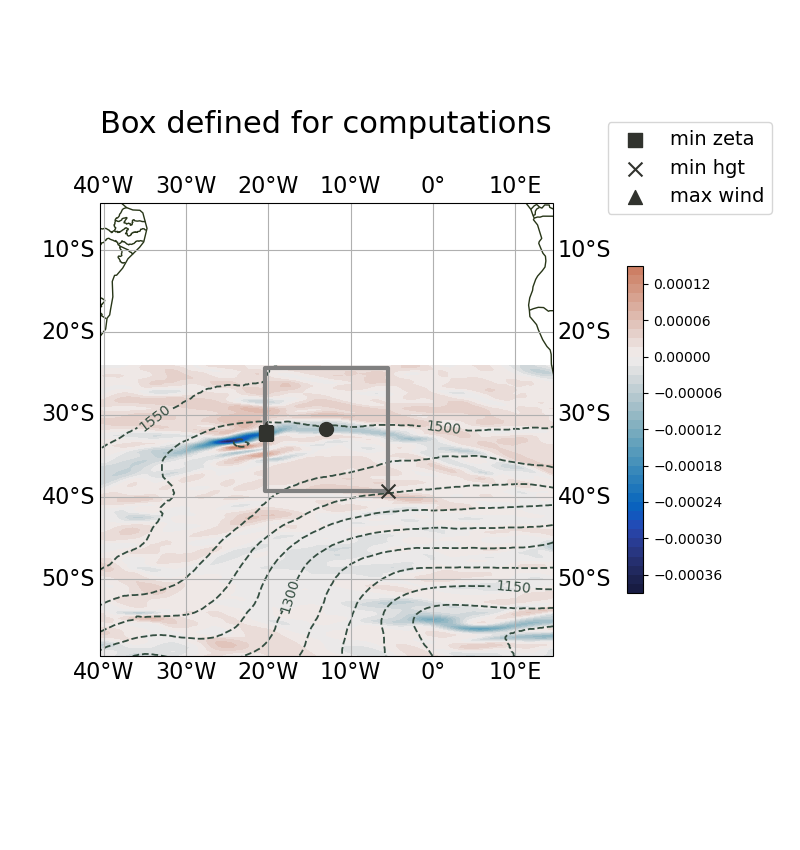 Box defined for computations
min zeta
min hgt
max wind
40°W 30°W 20°W 10°W 0° 10°E
10°S 10°S
20°S 20°S
30°S 30°S
40°S 40°S
50°S 50°S
1550
1500
1300
1150
40°W 30°W 20°W 10°W 0° 10°E
0.00012
0.00006
0.00000
−0.00006
−0.00012
−0.00018
−0.00024
−0.00030
−0.00036